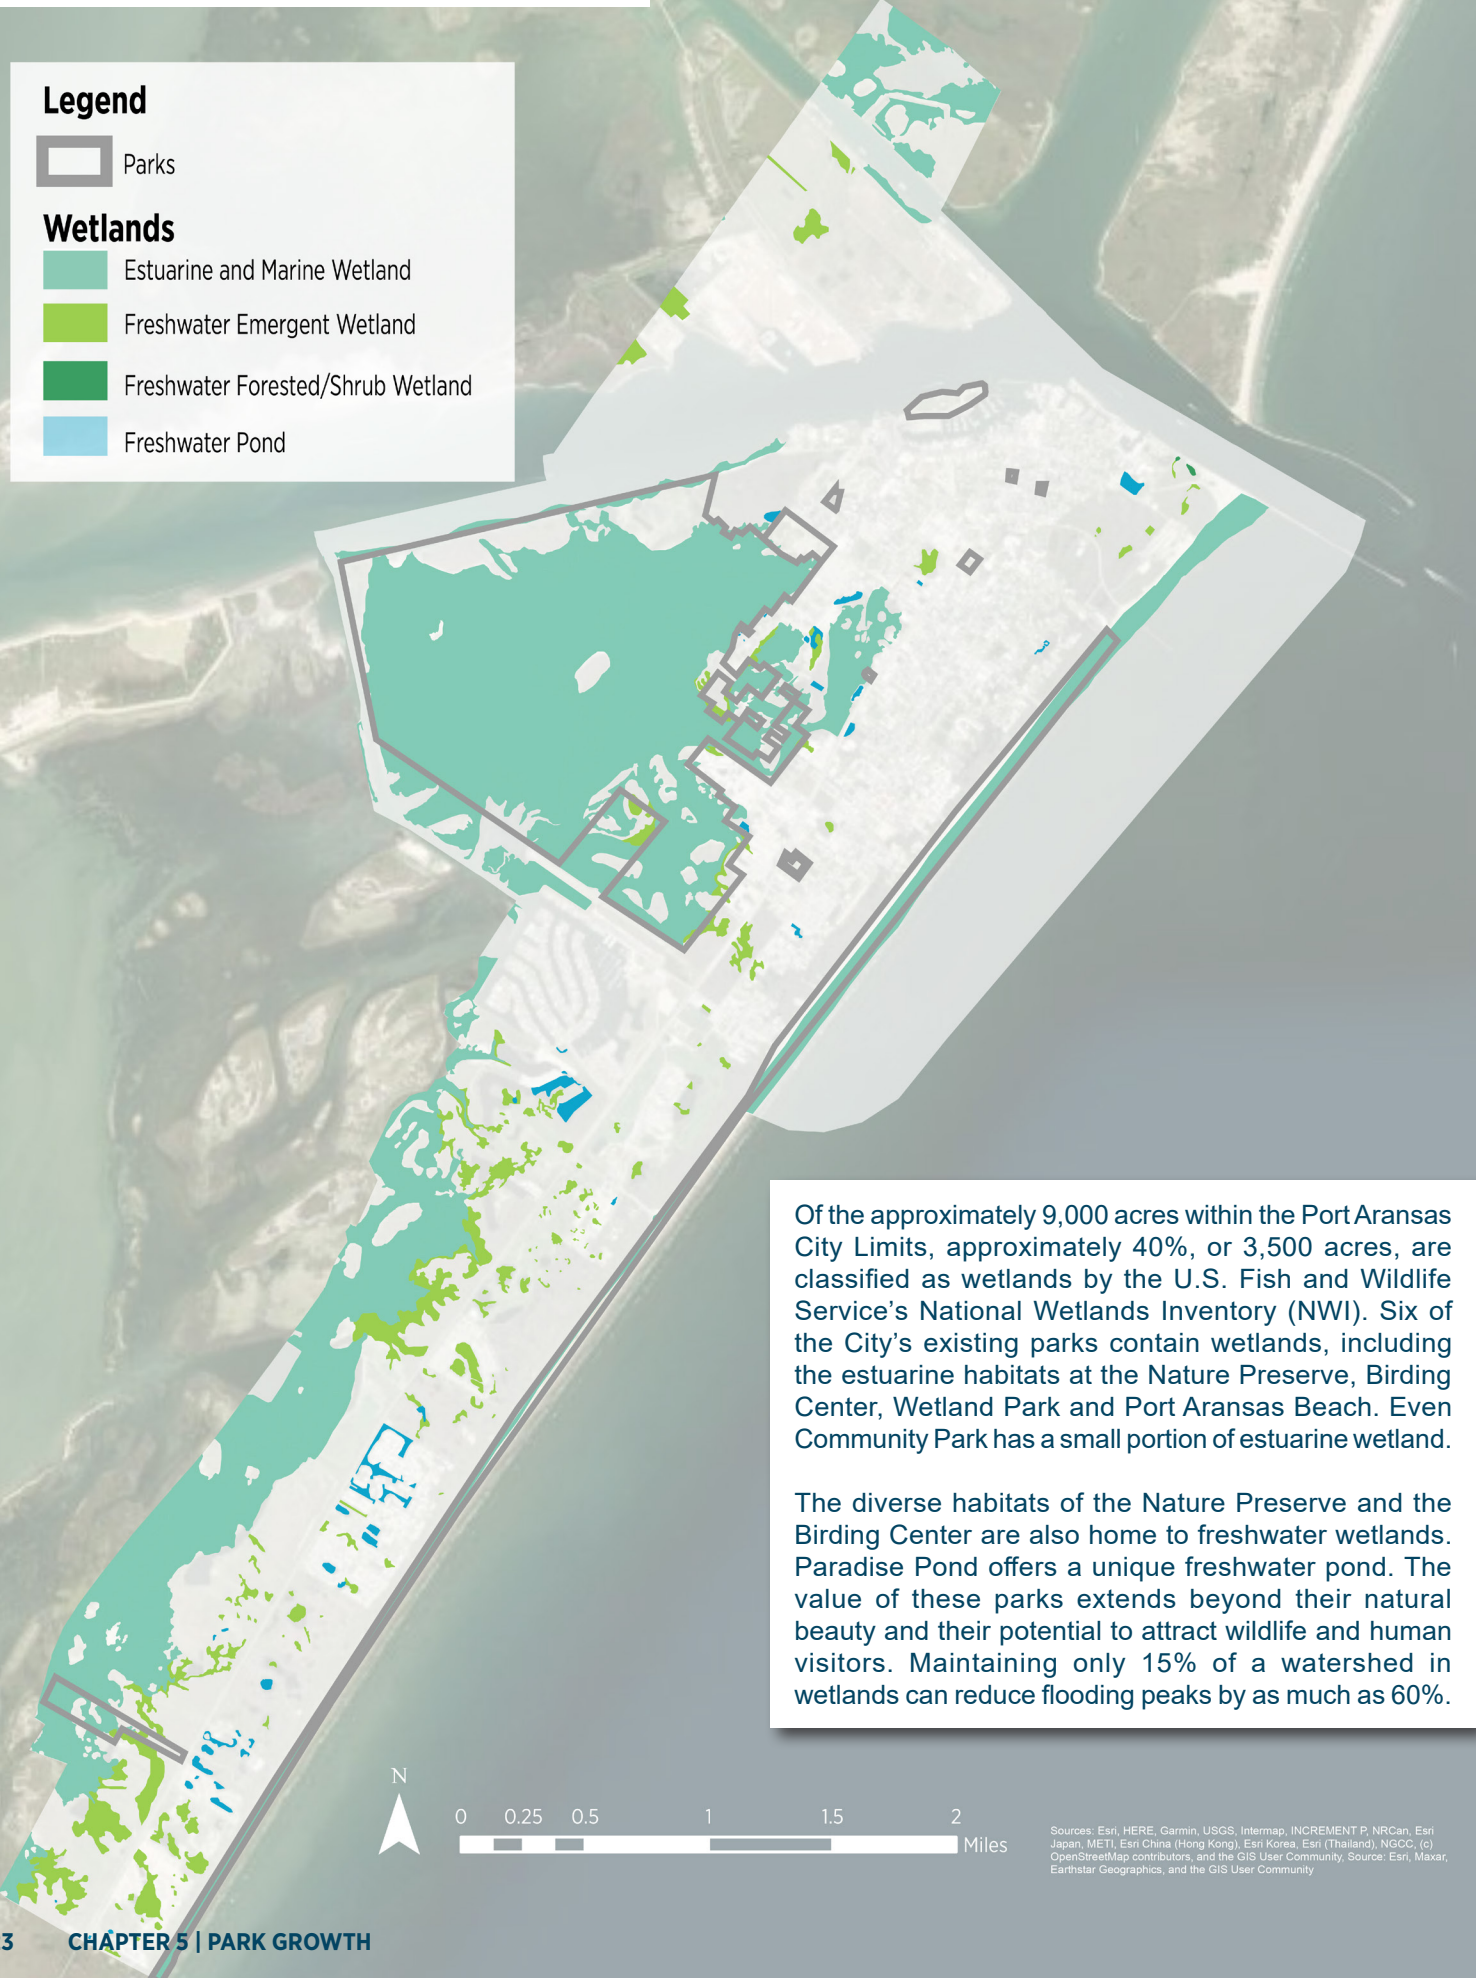 Legend
Parks
Wetlands
Estuarine and Marine Wetland
Freshwater Emergent Wetland
Freshwater Forested/Shrub Wetland
Freshwater Pond
Of the approximately 9,000 acres within the Port Aransas
City Limits, approximately 40%, or 3,500 acres, are
classified as wetlands by the U.S. Fish and Wildlife
Service’s National Wetlands Inventory (NWI). Six of
the City’s existing parks contain wetlands, including
the estuarine habitats at the Nature Preserve, Birding
Center, Wetland Park and Port Aransas Beach. Even
Community Park has a small portion of estuarine wetland.
The diverse habitats of the Nature Preserve and the
Birding Center are also home to freshwater wetlands.
Paradise Pond offers a unique freshwater pond. The
value of these parks extends beyond their natural
beauty and their potential to attract wildlife and human
visitors. Maintaining only 15% of a watershed in
wetlands can reduce flooding peaks by as much as 60%.
N
0 0.25 0.5 1 1.5 2
Miles
Sources: Esri, HERE, Garmin, USGS, Intermap, INCREMENT P, NRCan, Esri
Japan, METI, Esri China (Hong Kong), Esri Korea, Esri (Thailand), NGCC, (c)
OpenStreetMap contributors, and the GIS User Community, Source: Esri, Maxar,
Earthstar Geographics, and the GIS User Community
3 CHAPTER 5 | PARK GROWTH